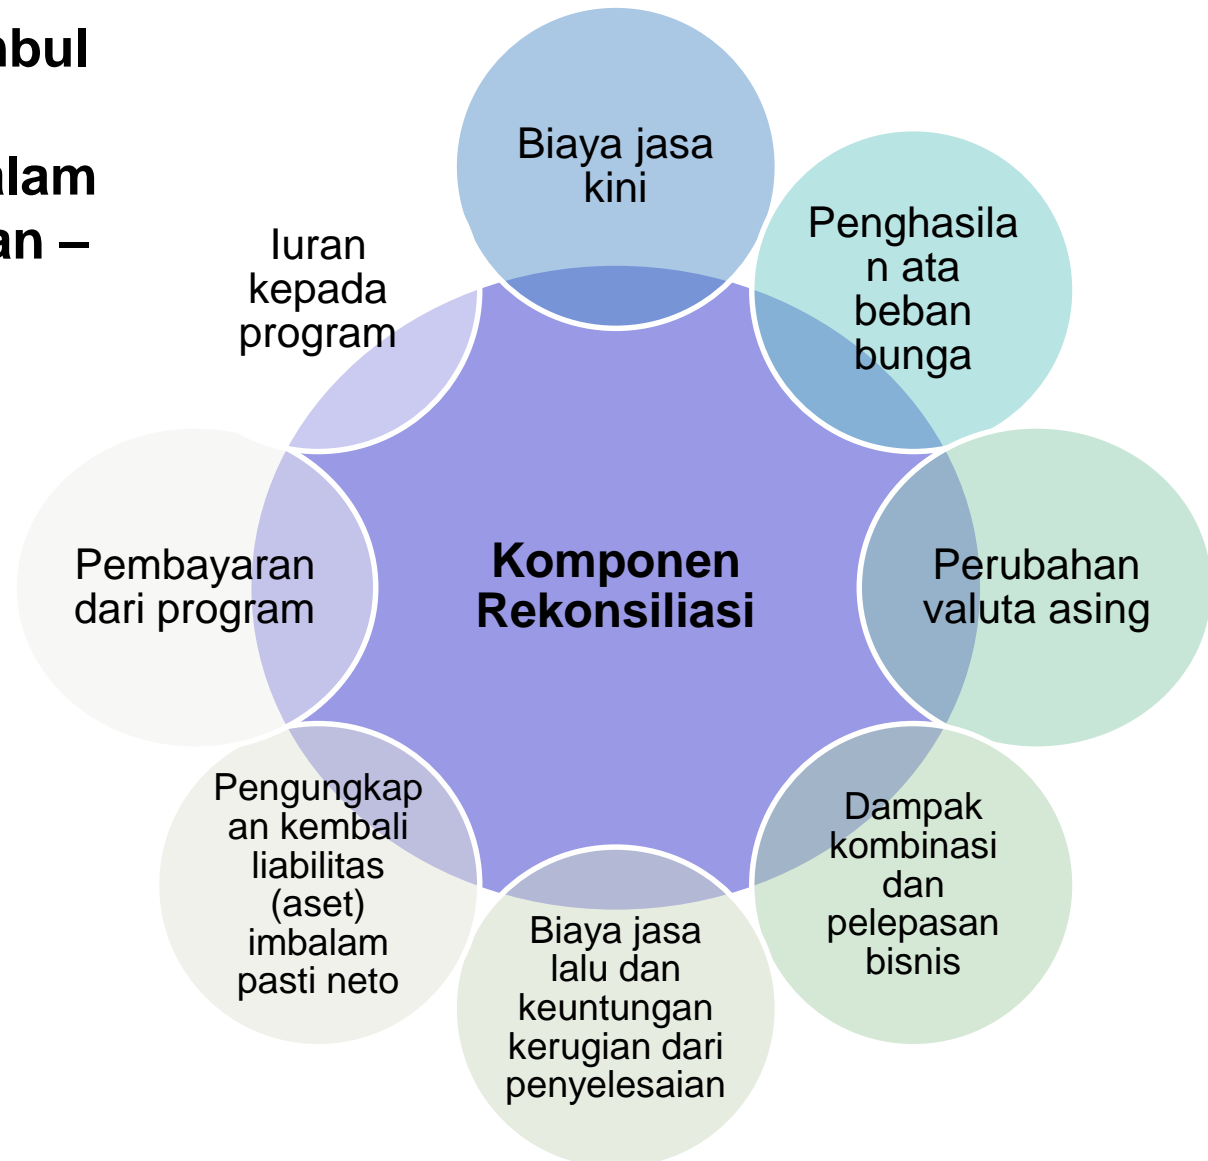 nbul
alam
an –
Biaya jasa
kini
Penghasila
n ata
beban
bunga
Perubahan
valuta asing
Dampak
kombinasi
dan
pelepasan
bisnis
Biaya jasa
lalu dan
keuntungan
kerugian dari
penyelesaian
Pengungkap
an kembali
liabilitas
(aset)
imbalam
pasti neto
Pembayaran
dari program
Iuran
kepada
program
Komponen
Rekonsiliasi